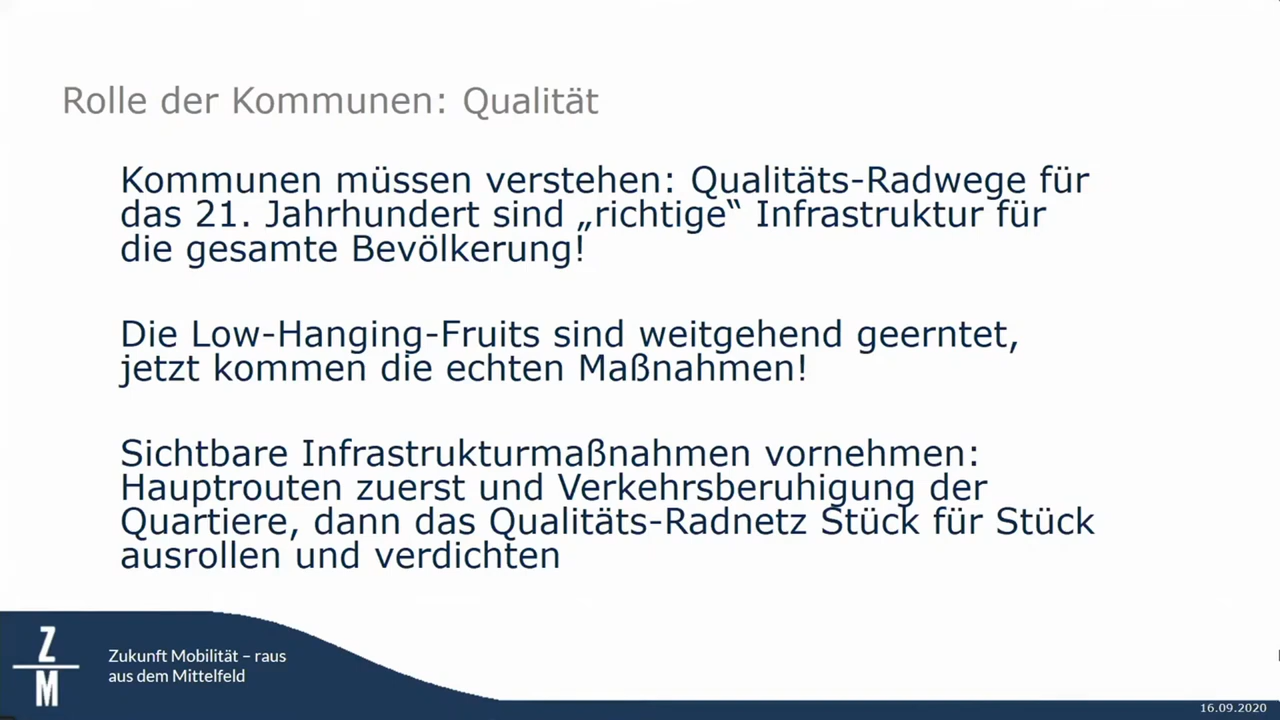 Rolle der Kommunen: Qualität
Kommunen müssen verstehen: Qualitäts-Radwege für
das 21. Jahrhundert sind „richtige“ Infrastruktur für
die gesamte Bevölkerung!
Die Low-Hanging-Fruits sind weitgehend geerntet,
jetzt kommen die echten Maßnahmen!
Sichtbare Infrastrukturmaßnahmen vornehmen:
Hauptrouten zuerst und Verkehrsberuhigung der
Quartiere, dann das Qualitäts-Radnetz Stück für Stück
ausrollen und verdichten
Z
M
Zukunft Mobilität – raus
aus dem Mittelfeld
16.09.2020